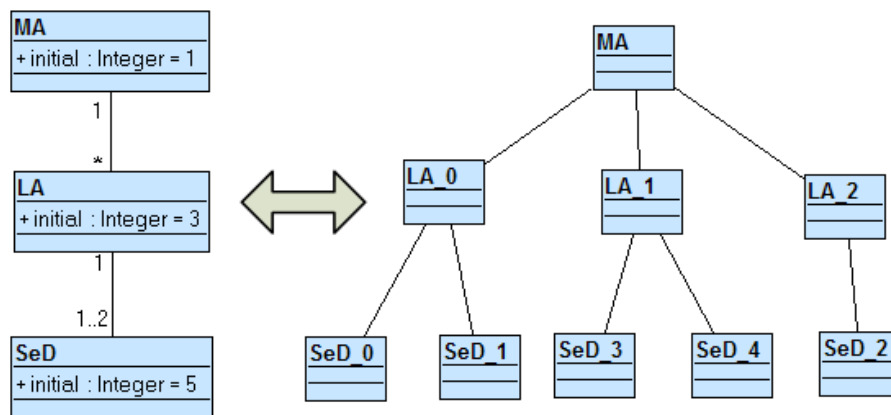 MA
+ initial : Integer = 1
1
*
LA
+ initial : Integer = 3
1
1..2
SeD
+ initial : Integer = 5
MA
LA_0
LA_1
LA_2
SeD_0
SeD_1
SeD_3
SeD_4
SeD_2